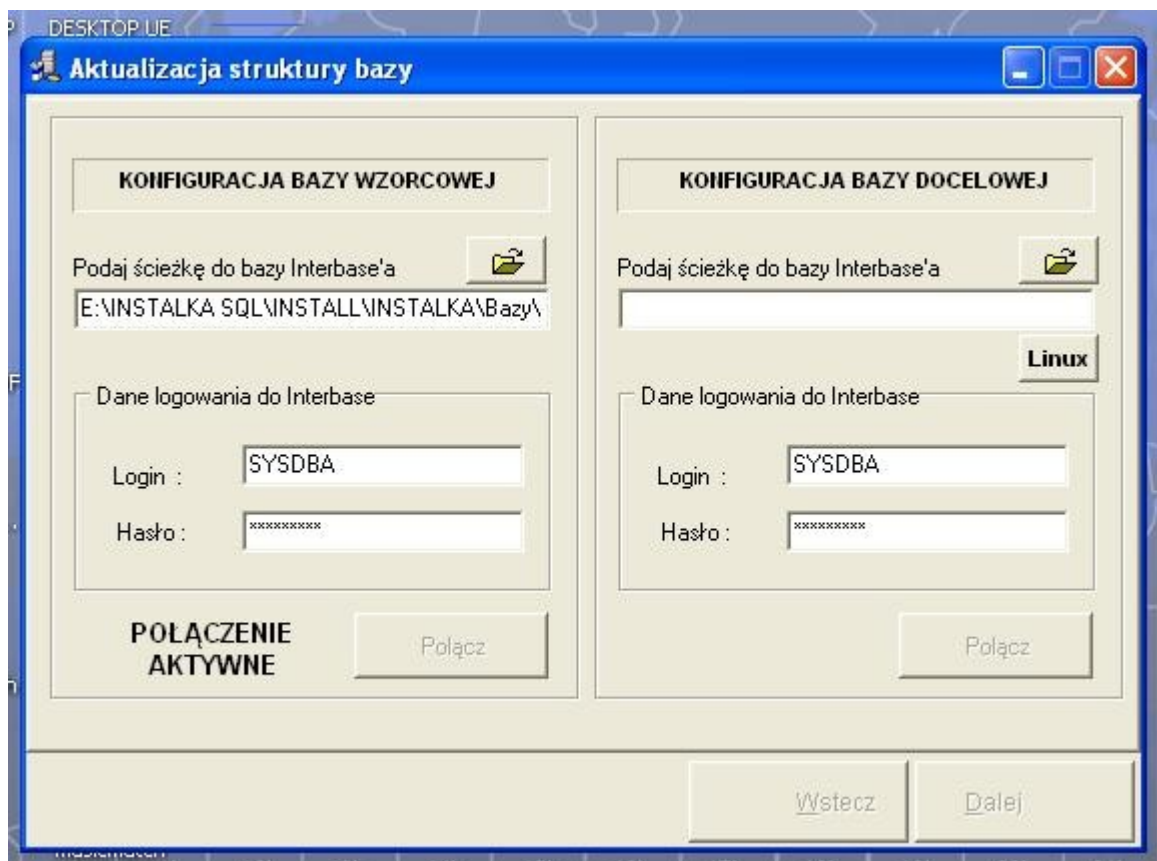 DESKTOP UE
Aktualizacja struktury bazy
KONFIGURACJA BAZY WZORCOWEJ
Podaj ścieżkę do bazy Interbase'a
E:\INSTALKA SQL\INSTALL\INSTALKA\Bazy\
Dane logowania do Interbase
Login :
SYSDBA
Hasło :
*********
POŁĄCZENIE
AKTYWNE
Połącz
KONFIGURACJA BAZY DOCELOWEJ
Podaj ścieżkę do bazy Interbase'a
Linux
Dane logowania do Interbase
Login :
SYSDBA
Hasło :
*********
Połącz
Wstecz
Dalej